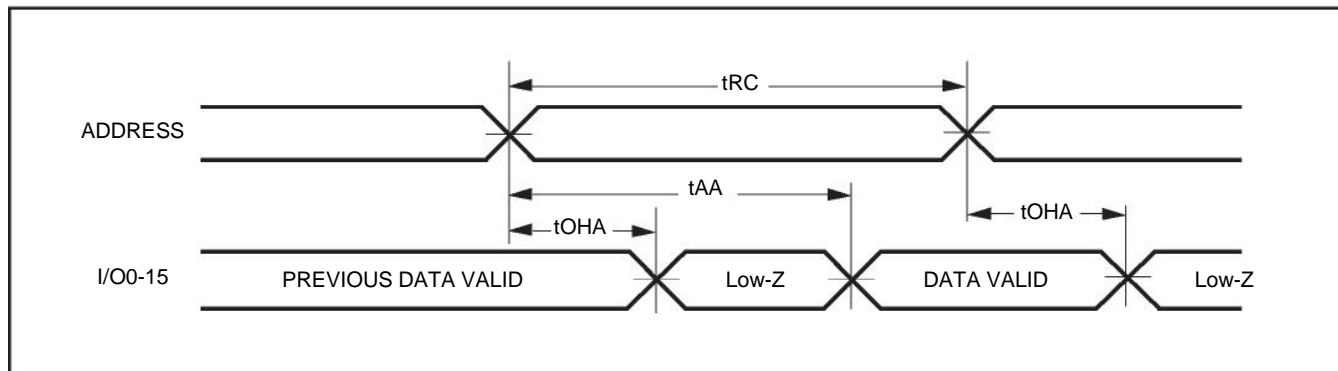 tRC
ADDRESS
tAA
tOHA
tOHA
I/O0-15
PREVIOUS DATA VALID
Low-Z
DATA VALID
Low-Z